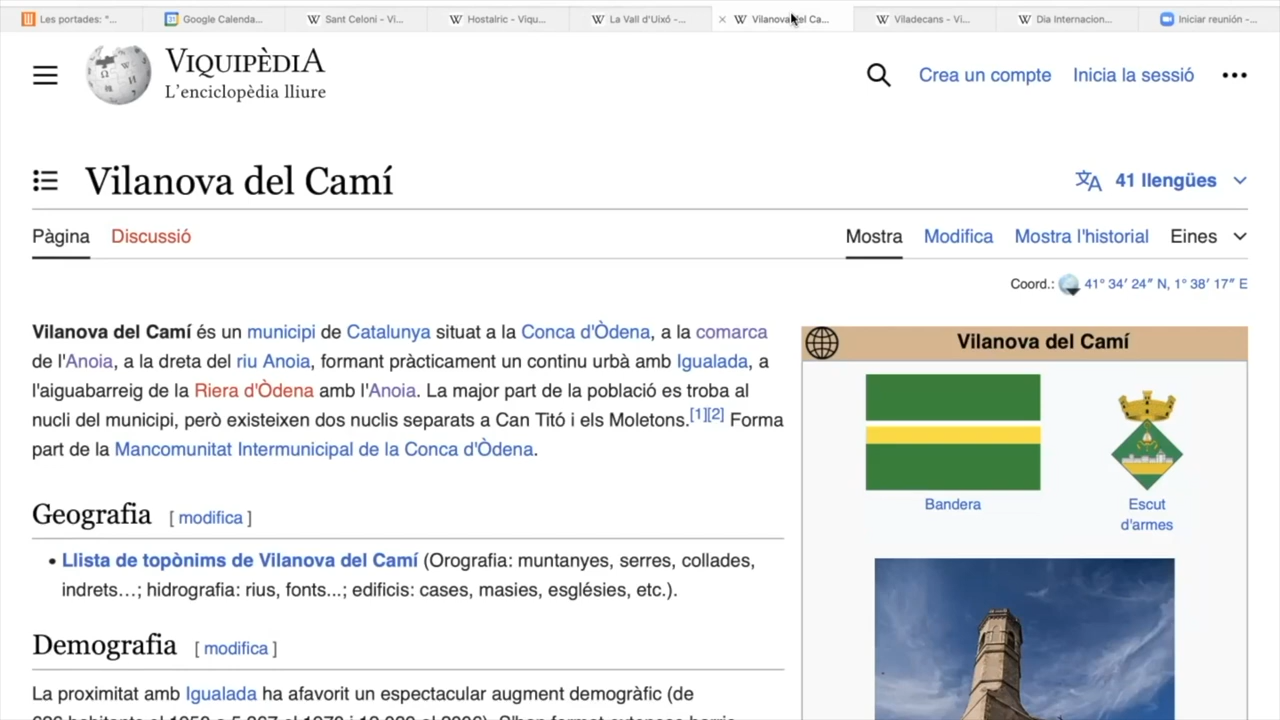 Les portades: "...
Google Calenda...
Sant Celoni - Vi...
Hostalric - Viqu...
La Vall d'Uixó -...
Vilanova del Ca...
Viladecans - Vi...
Dia Internacion...
Iniciar reunión -...
VIQUIPÈDIA
L'enciclopèdia lliure
Crea un compte
Inicia la sessió
Vilanova del Camí
41 llengües
Pàgina
Discussió
Mostra
Modifica
Mostra l'historial
Eines
Coord.: 41° 34′ 24″ N, 1° 38′ 17″ E
Vilanova del Camí és un municipi de Catalunya situat a la Conca d'Òdena, a la comarca
de l'Anoia, a la dreta del riu Anoia, formant pràcticament un continu urbà amb Igualada, a
l'aiguabarreig de la Riera d'Òdena amb l'Anoia. La major part de la població es troba al
nucli del municipi, però existeixen dos nuclis separats a Can Titó i els Moletons.[1][2] Forma
part de la Mancomunitat Intermunicipal de la Conca d'Òdena.
Vilanova del Camí
Bandera
Escut
d'armes
Geografia [ modifica ]
• Llista de topònims de Vilanova del Camí (Orografia: muntanyes, serres, collades,
indrets...; hidrografia: rius, fonts...; edificis: cases, masies, esglésies, etc.).
Demografia [ modifica ]
La proximitat amb Igualada ha afavorit un espectacular augment demogràfic (de